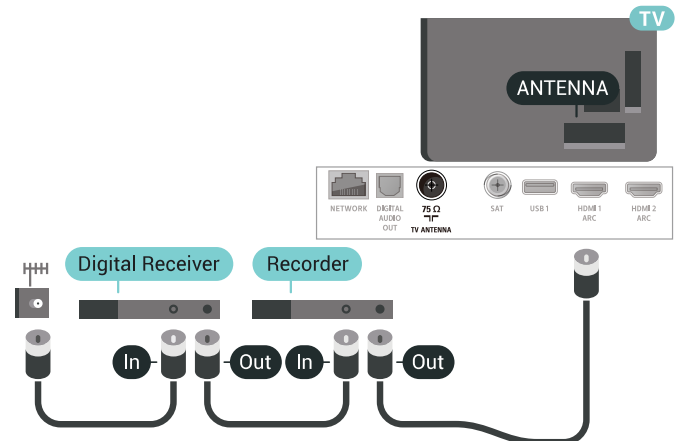 TV
ANTENNA
NETWORK
DIGITAL
AUDIO
OUT
75 Ω
TV ANTENNA
SAT
USB 1
HDMI 1
ARC
HDMI 2
ARC
Digital Receiver
Recorder
In
Out
In
Out